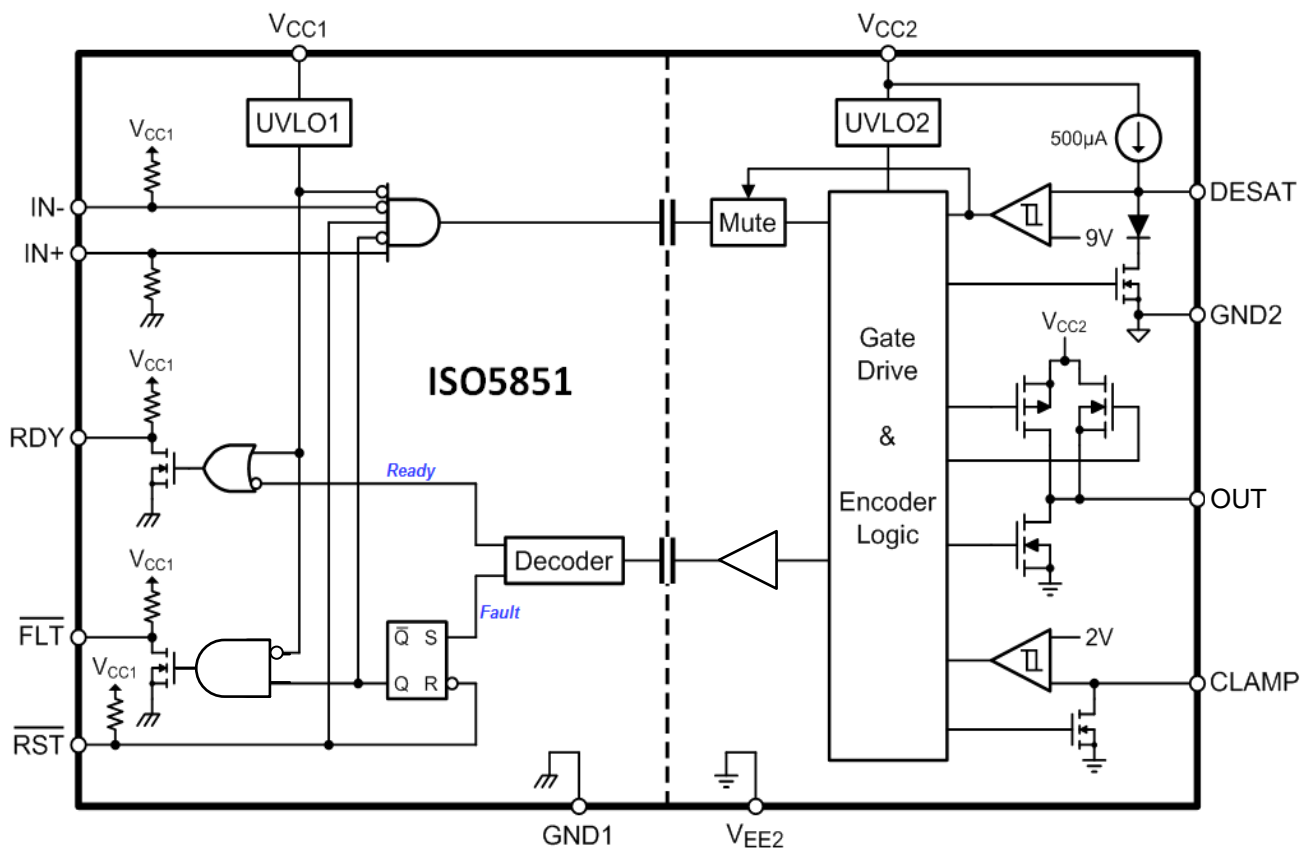 VCC1
VCC2
UVLO1
UVLO2
500µA
VCC1
IN-
IN+
Mute
DESAT
9V
GND2
VCC1
ISO5851
Gate
Drive
&
Encoder
Logic
VCC2
RDY
Ready
OUT
Decoder
VCC1
Fault
FLT
Q̅ S
Q R
2V
VCC1
CLAMP
RST
GND1
VEE2